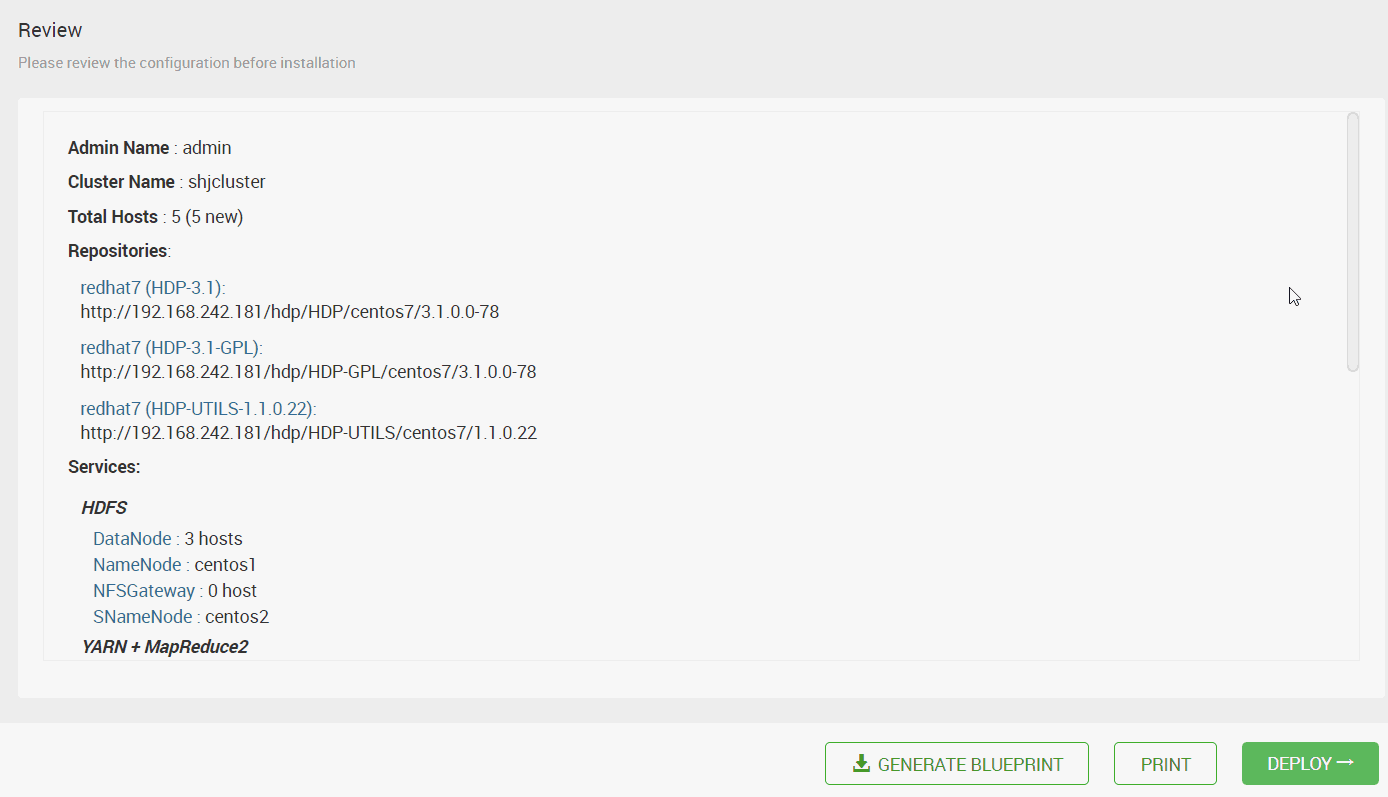 Review
Please review the configuration before installation
Admin Name : admin
Cluster Name : shjcluster
Total Hosts : 5 (5 new)
Repositories:
redhat7 (HDP-3.1):
http://192.168.242.181/hdp/HDP/centos7/3.1.0.0-78
redhat7 (HDP-3.1-GPL):
http://192.168.242.181/hdp/HDP-GPL/centos7/3.1.0.0-78
redhat7 (HDP-UTILS-1.1.0.22):
http://192.168.242.181/hdp/HDP-UTILS/centos7/1.1.0.22
Services:
HDFS
DataNode : 3 hosts
NameNode : centos1
NFSGateway : 0 host
SNameNode : centos2
YARN + MapReduce2
GENERATE BLUEPRINT PRINT DEPLOY →